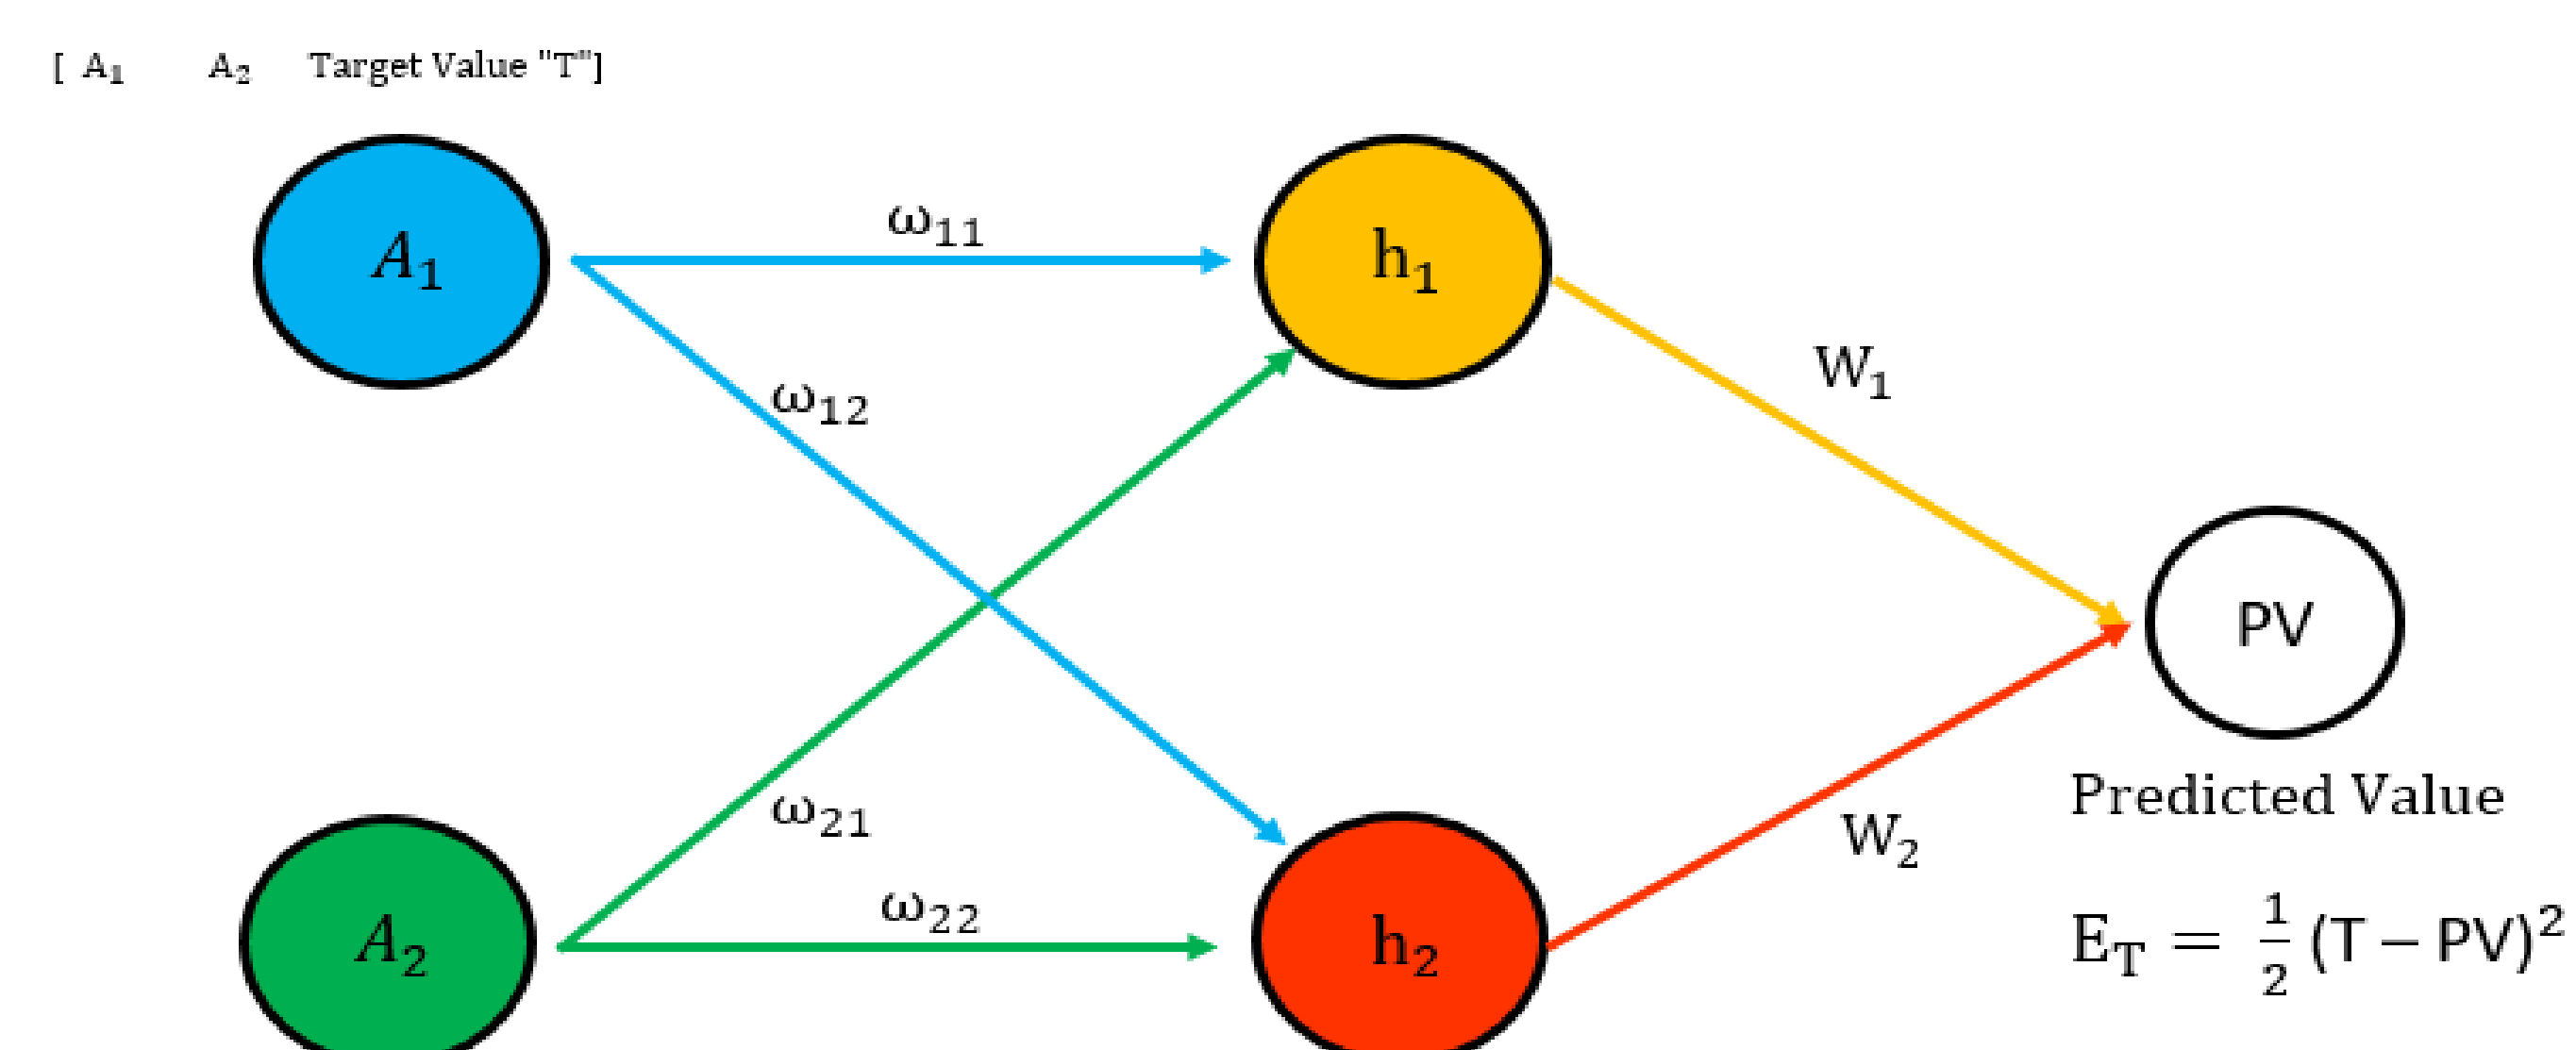 [ A₁ A₂ Target Value "T"]
A₁
ω₁₁
h₁
ω₁₂
W₁
PV
ω₂₁
Predicted Value
W₂
A₂
ω₂₂
h₂
E_T = ½ (T – PV)²